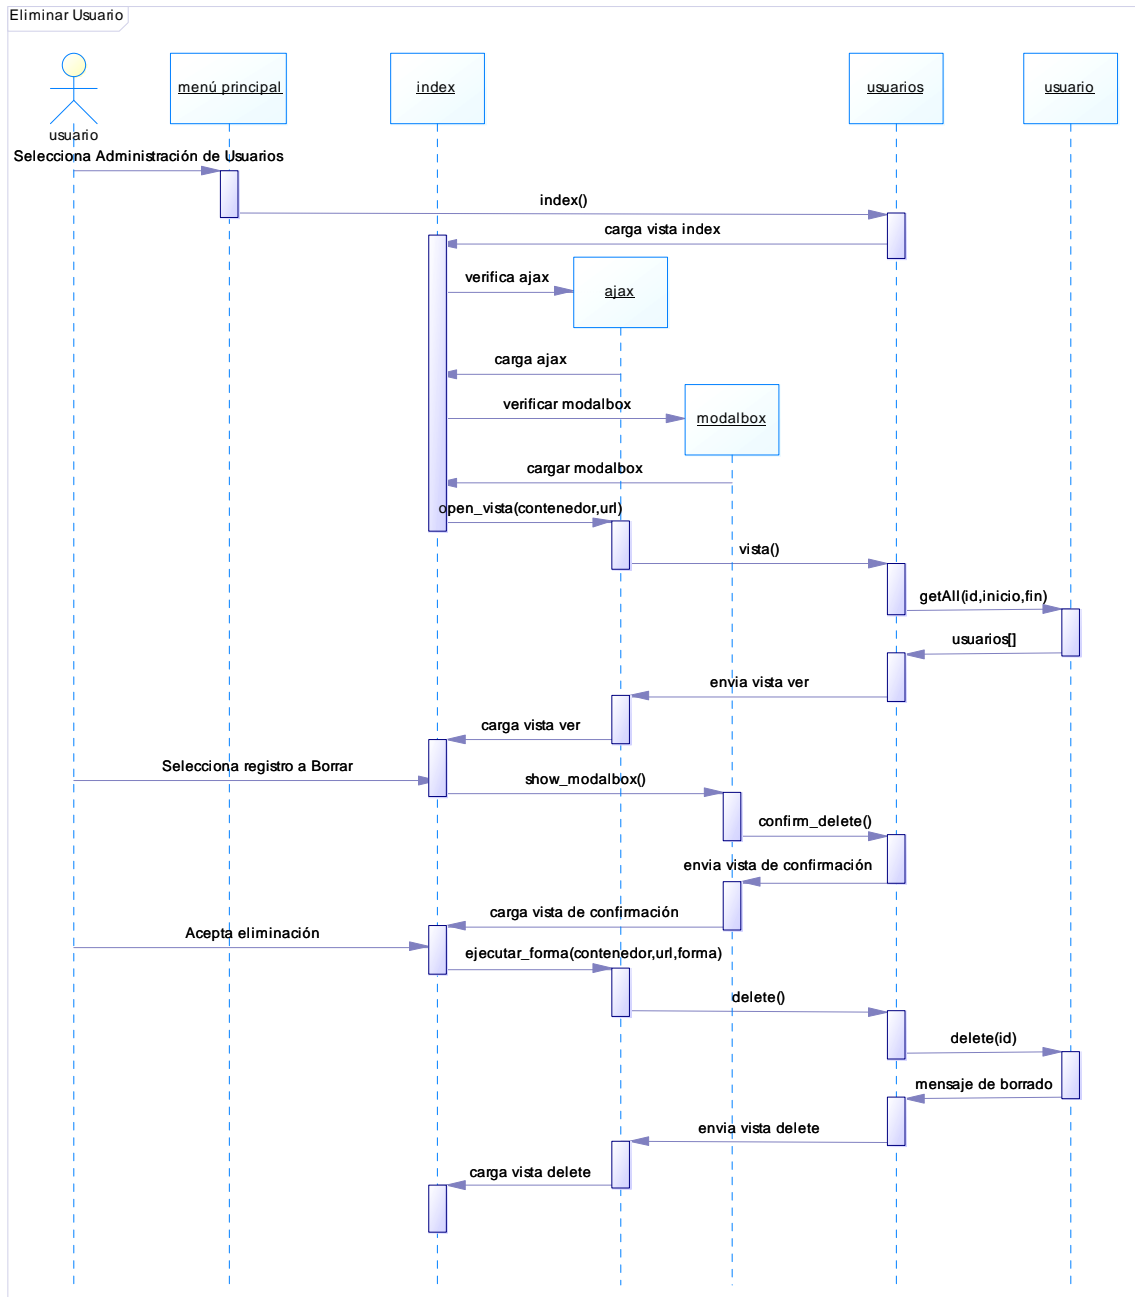 Eliminar Usuario
usuario
menú principal
index
usuarios
usuario
Selecciona Administración de Usuarios
index()
carga vista index
verifica ajax
ajax
carga ajax
verificar modalbox
modalbox
cargar modalbox
open_vista(contenedor,url)
vista()
getAll(id,inicio,fin)
usuarios[]
envia vista ver
carga vista ver
Selecciona registro a Borrar
show_modalbox()
confirm_delete()
envia vista de confirmación
carga vista de confirmación
Acepta eliminación
ejecutar_forma(contenedor,url,forma)
delete()
delete(id)
mensaje de borrado
envia vista delete
carga vista delete